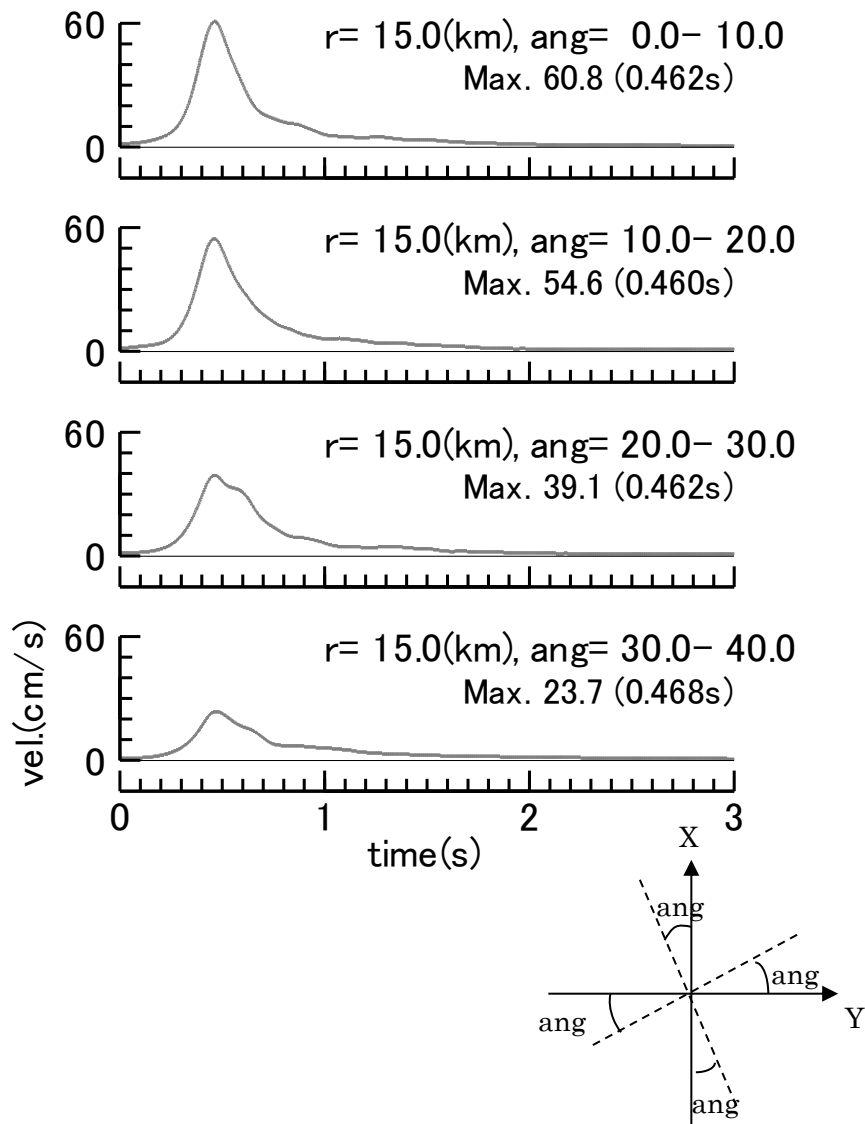 60
r= 15.0(km), ang= 0.0− 10.0
Max. 60.8 (0.462s)
0
60
r= 15.0(km), ang= 10.0− 20.0
Max. 54.6 (0.460s)
0
60
r= 15.0(km), ang= 20.0− 30.0
Max. 39.1 (0.462s)
0
60
r= 15.0(km), ang= 30.0− 40.0
Max. 23.7 (0.468s)
vel.(cm/s)
0
0 1 2 3
time(s)
X
ang
ang
Y
ang
ang